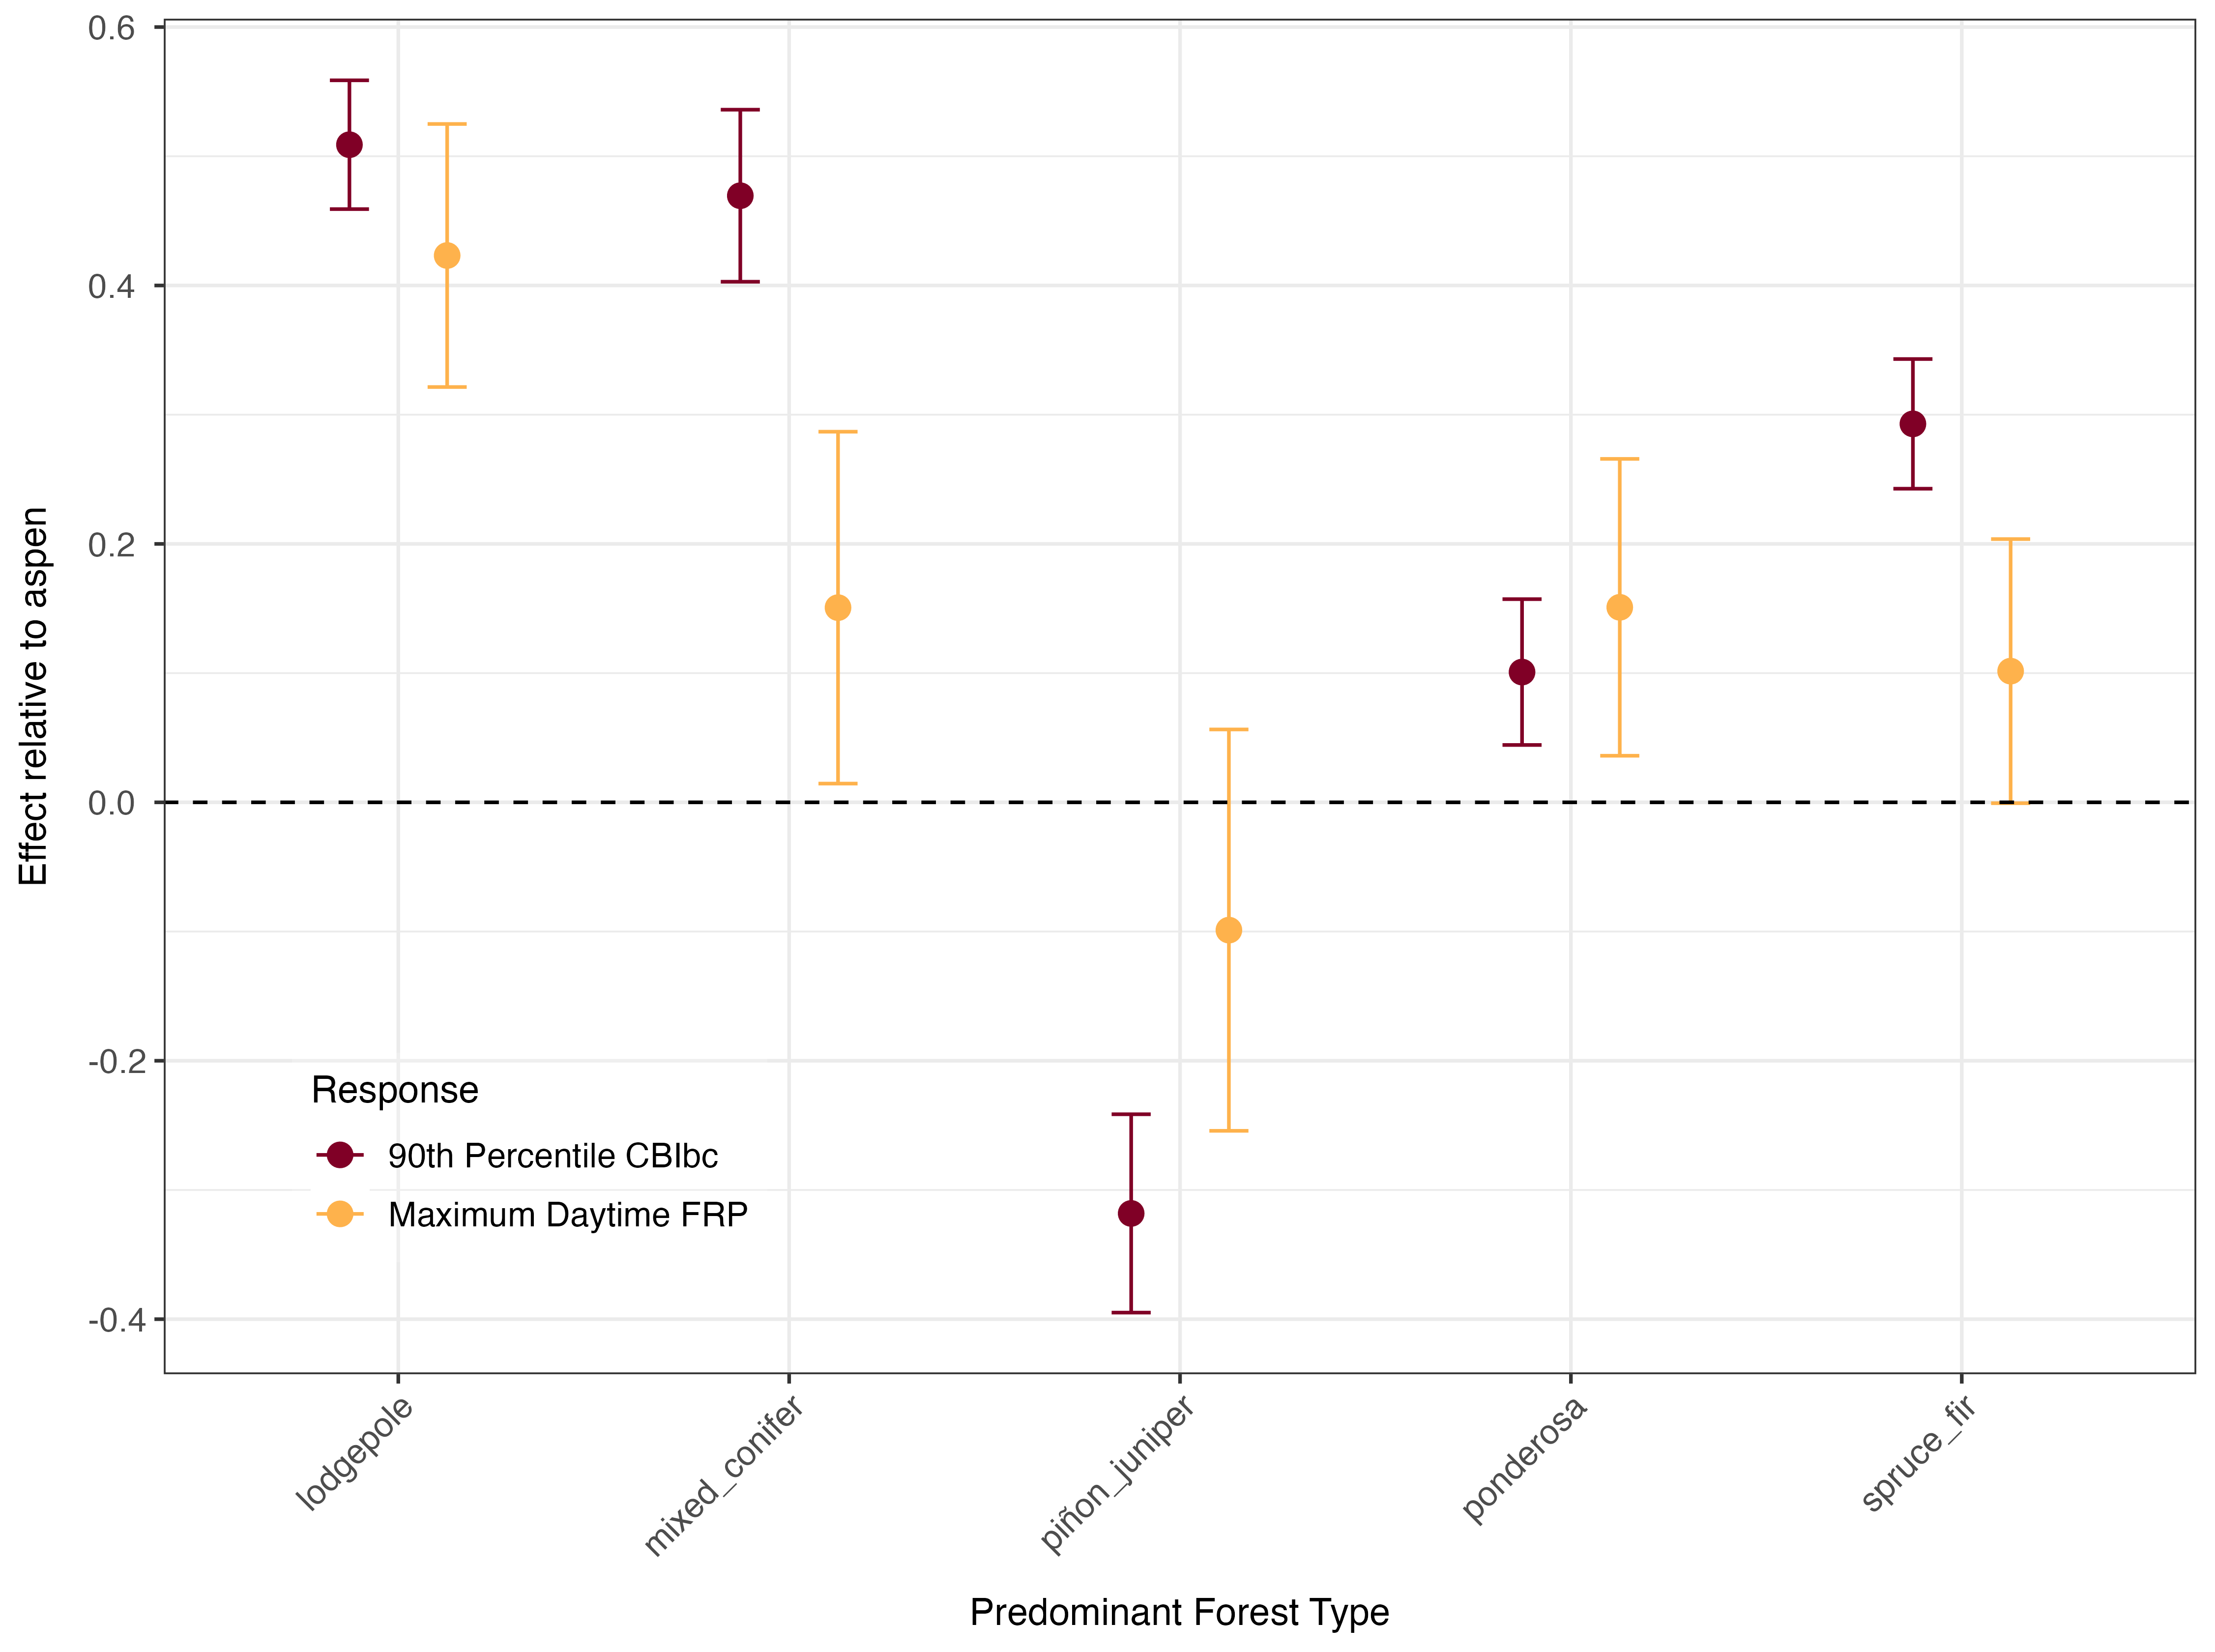 0.6
0.4
0.2
0.0
-0.2
-0.4
Effect relative to aspen
Response
90th Percentile CBIbc
Maximum Daytime FRP
lodgepole
mixed_conifer
piñon_juniper
ponderosa
spruce_fir
Predominant Forest Type